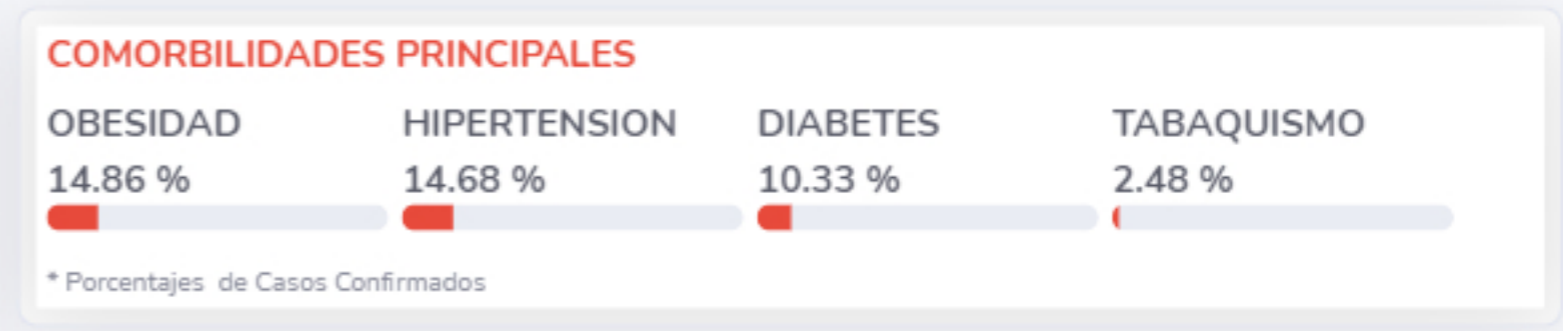 COMORBILIDADES PRINCIPALES
OBESIDAD HIPERTENSION DIABETES TABAQUISMO
14.86 % 14.68 % 10.33 % 2.48 %
* Porcentajes de Casos Confirmados